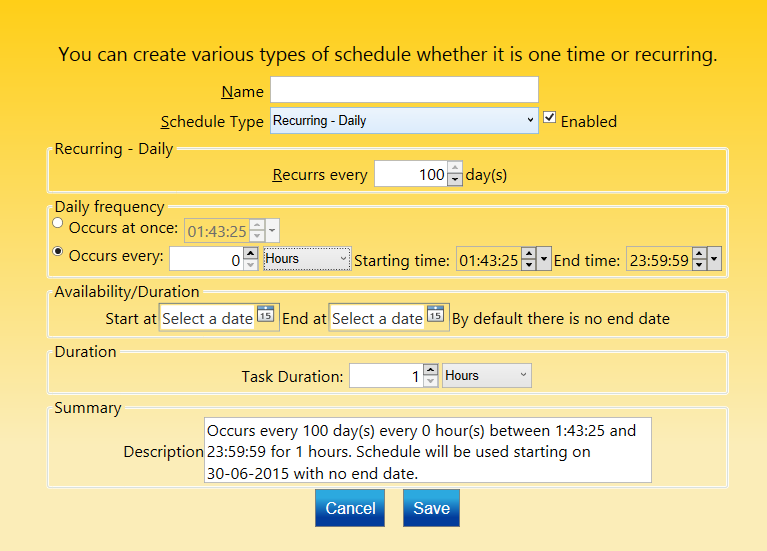 You can create various types of schedule whether it is one time or recurring.
Name
Schedule Type Recurring - Daily Enabled
Recurring - Daily
Recurrs every 100 day(s)
Daily frequency
Occurs at once: 01:43:25
Occurs every: 0 Hours Starting time: 01:43:25 End time: 23:59:59
Availability/Duration
Start at Select a date 15 End at Select a date 15 By default there is no end date
Duration
Task Duration: 1 Hours
Summary
Description
Occurs every 100 day(s) every 0 hour(s) between 1:43:25 and
23:59:59 for 1 hours. Schedule will be used starting on
30-06-2015 with no end date.
Cancel Save